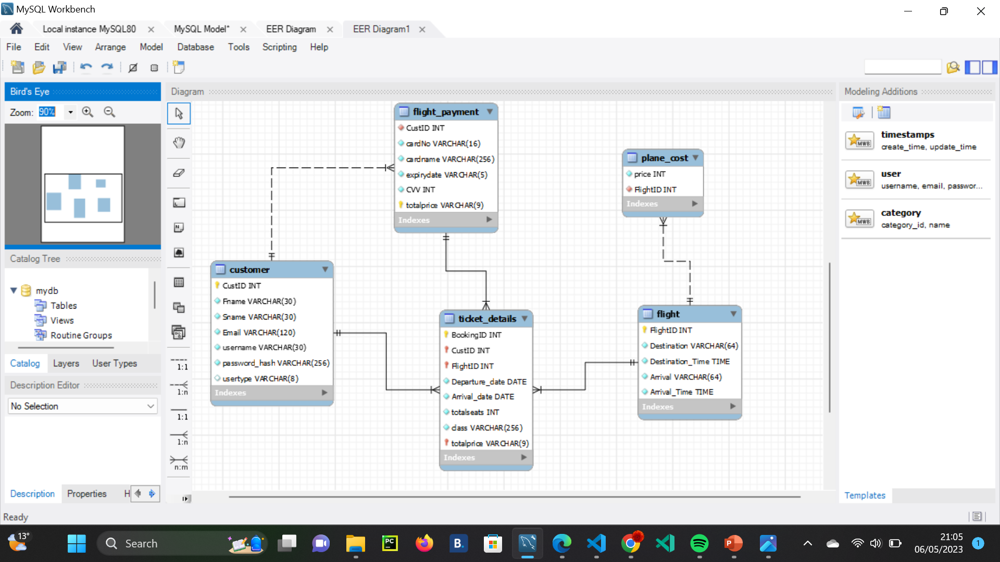 MySQL Workbench
Local instance MySQL80
MySQL Model*
EER Diagram
EER Diagram1
File Edit View Arrange Model Database Tools Scripting Help
Bird's Eye
Zoom: 90%
Catalog Tree
mydb
Tables
Views
Routine Groups
Catalog Layers User Types
Description Editor
No Selection
Description Properties H
Ready
Diagram
1:1
1:n
1:1
1:n
n:m
flight_payment
CustID INT
cardNo VARCHAR(16)
cardname VARCHAR(256)
expirydate VARCHAR(5)
CVV INT
totalprice VARCHAR(9)
Indexes
plane_cost
price INT
FlightID INT
Indexes
customer
CustID INT
Fname VARCHAR(30)
Sname VARCHAR(30)
Email VARCHAR(120)
username VARCHAR(30)
password_hash VARCHAR(256)
usertype VARCHAR(8)
Indexes
ticket_details
BookingID INT
CustID INT
FlightID INT
Departure_date DATE
Arrival_date DATE
totalseats INT
class VARCHAR(256)
totalprice VARCHAR(9)
Indexes
flight
FlightID INT
Destination VARCHAR(64)
Destination_Time TIME
Arrival VARCHAR(64)
Arrival_Time TIME
Indexes
Modeling Additions
timestamps
create_time, update_time
user
username, email, passwor...
category
category_id, name
MWB
MWB
MWB
Templates
13°
Search
PC
B.
P
21:05
06/05/2023
1